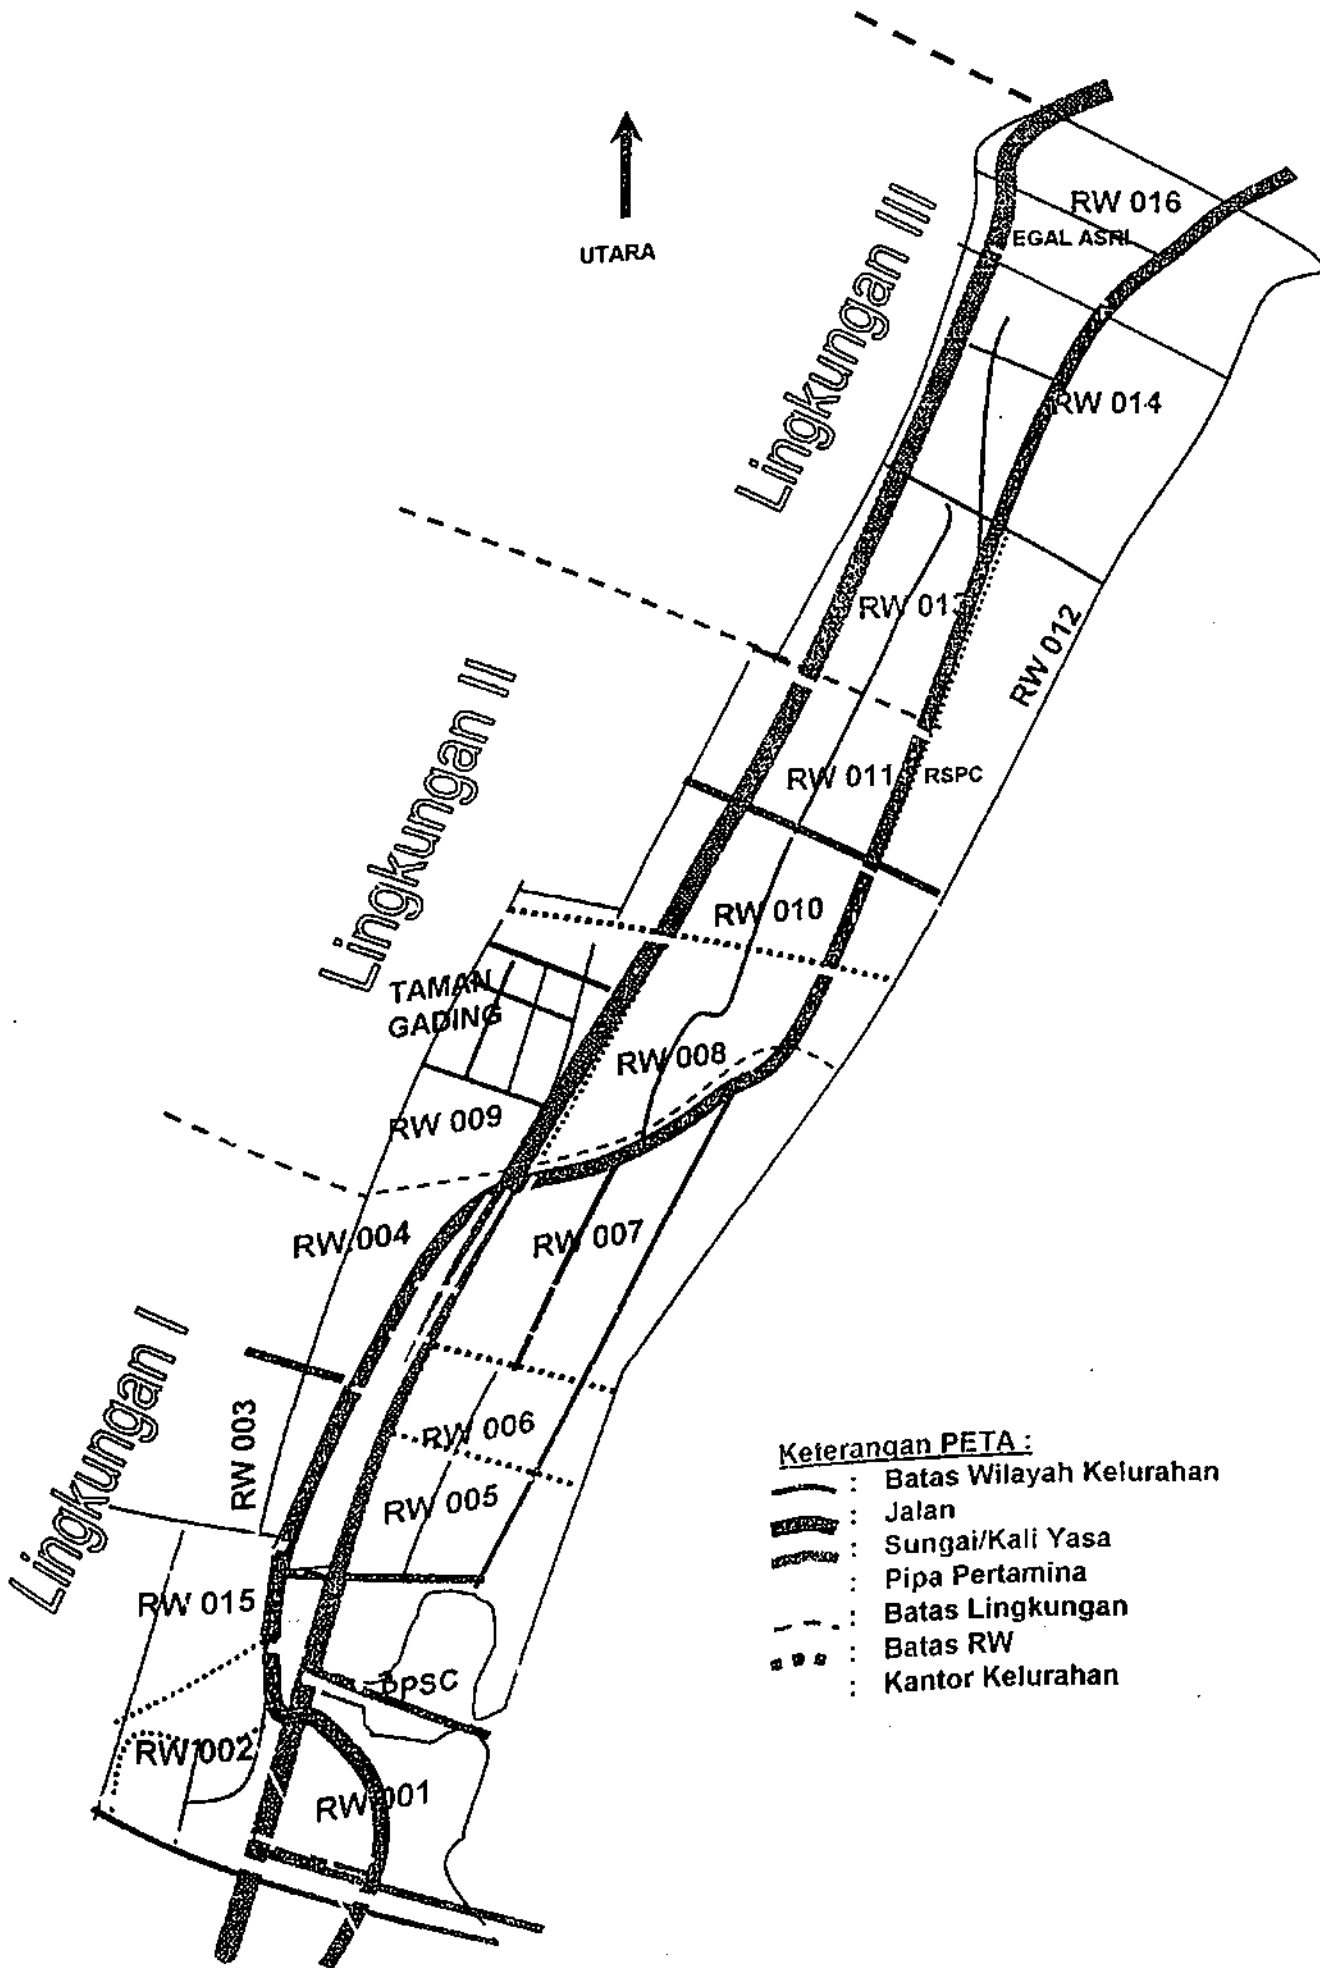 UTARA
Lingkungan III
RW 016
EGAL ASRI
RW 014
RW 013
RW 012
Lingkungan II
RW 011
RSPC
RW 010
TAMAN
GADING
RW 008
RW 009
RW 004
RW 007
Lingkungan I
RW 003
RW 006
RW 005
RW 015
PPSC
RW 002
RW 001
Keterangan PETA :
: Batas Wilayah Kelurahan
: Jalan
: Sungai/Kali Yasa
: Pipa Pertamina
: Batas Lingkungan
: Batas RW
: Kantor Kelurahan